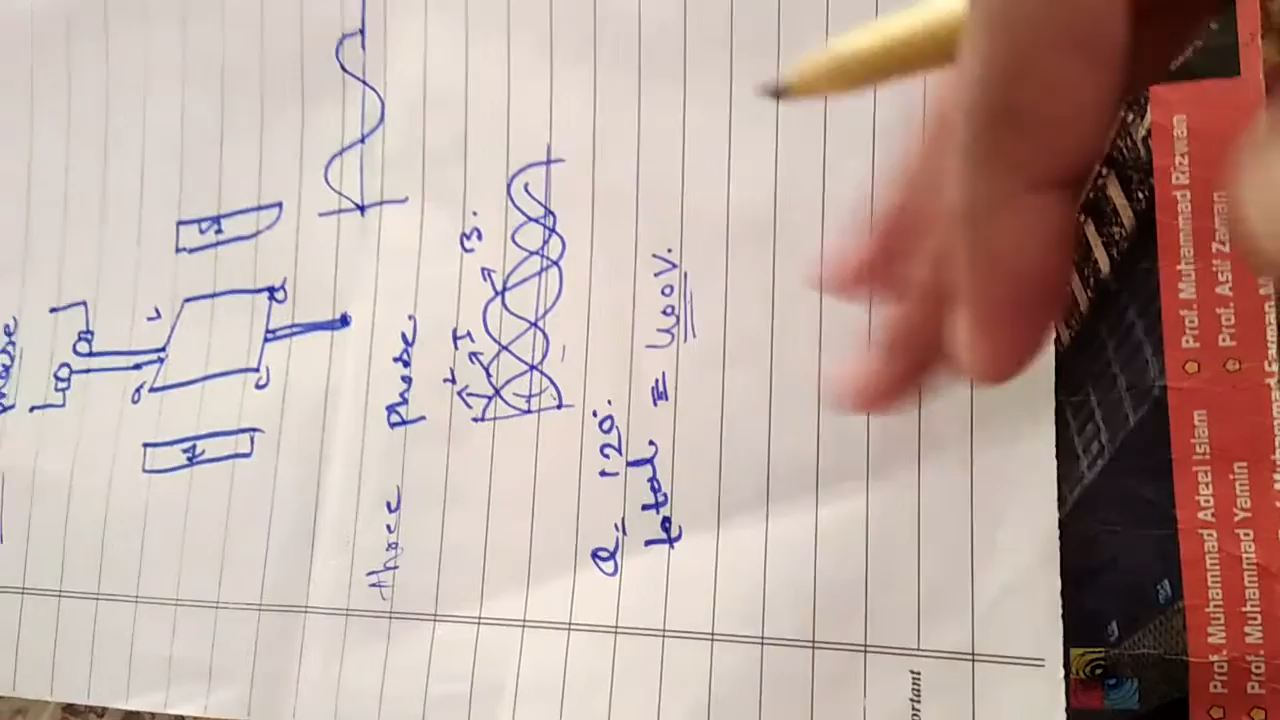 phase
S
b
a
c
d
N
three phase
1 2 3.
a = 120°.
total = 400V.
ortant
Prof. Muhammad Adeel Islam
Prof. Muhammad Rizwan
Prof. Muhammad Yamin
Prof. Asif Zaman